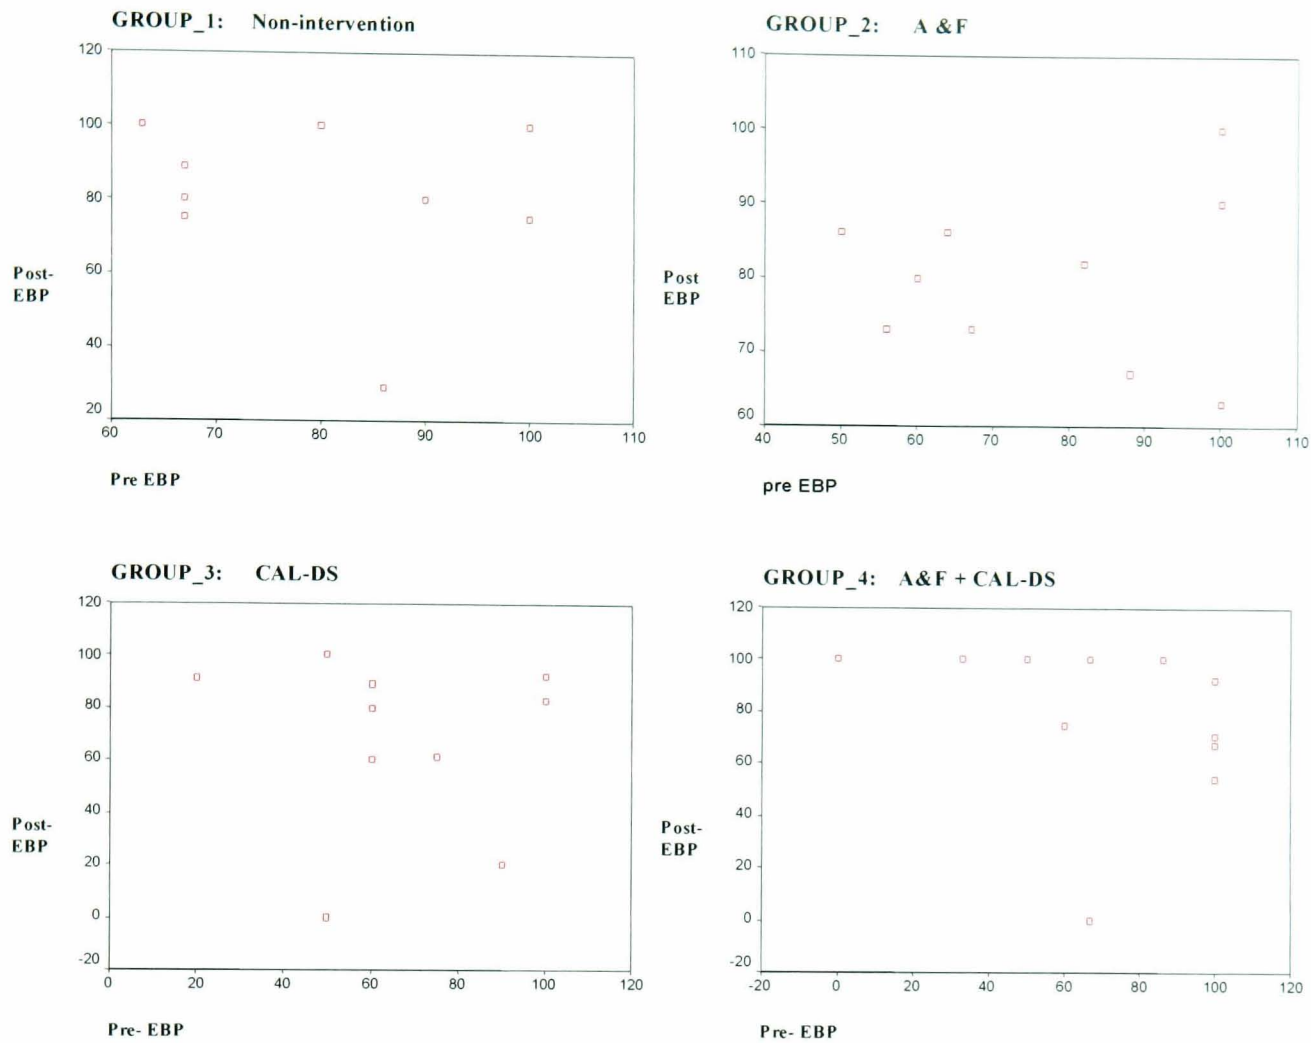 GROUP_1: Non-intervention
120
100
80
60
40
20
60 70 80 90 100 110
Post-
EBP
Pre EBP
GROUP_2: A &F
110
100
90
80
70
60
40 50 60 70 80 90 100 110
Post
EBP
pre EBP
GROUP_3: CAL-DS
120
100
80
60
40
20
0
-20
0 20 40 60 80 100 120
Post-
EBP
Pre- EBP
GROUP_4: A&F + CAL-DS
120
100
80
60
40
20
0
-20
-20 0 20 40 60 80 100 120
Post-
EBP
Pre- EBP